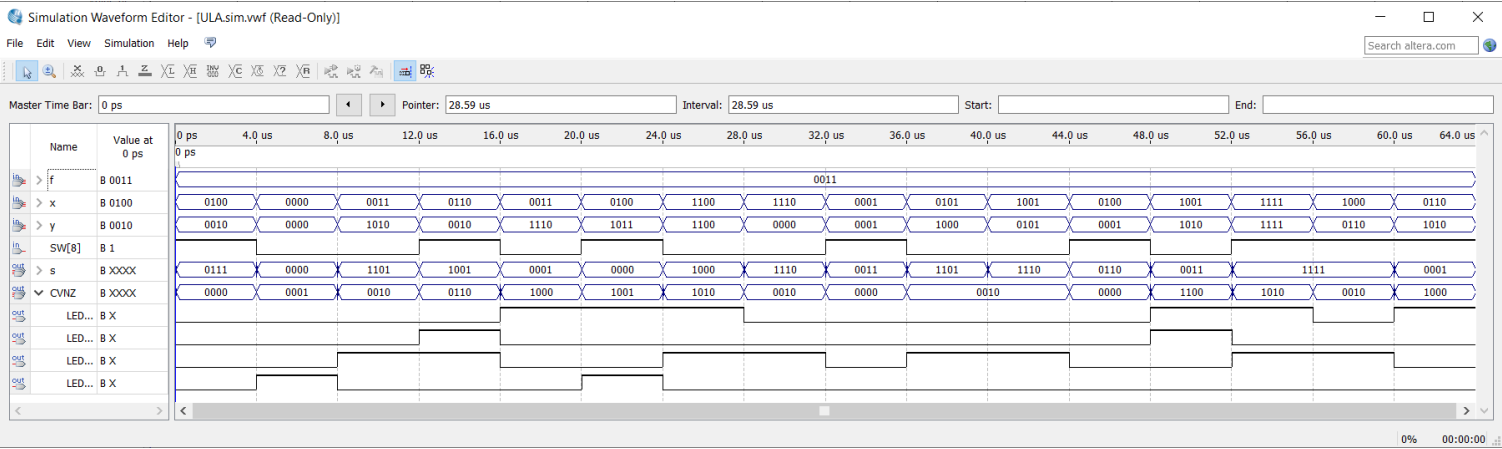 Simulation Waveform Editor - [ULA.sim.vwf (Read-Only)]
File Edit View Simulation Help
Search altera.com
Master Time Bar: 0 ps Pointer: 28.59 us Interval: 28.59 us Start: End:
Name Value at 0 ps 0 ps 4.0 us 8.0 us 12.0 us 16.0 us 20.0 us 24.0 us 28.0 us 32.0 us 36.0 us 40.0 us 44.0 us 48.0 us 52.0 us 56.0 us 60.0 us 64.0 us
0 ps
f B 0011 0011
x B 0100 0100 0000 0011 0110 0011 0100 1100 1110 0001 0101 1001 0100 1001 1111 1000 0110
y B 0010 0010 0000 1010 0010 1110 1011 1100 0000 0001 1000 0101 0001 1010 1111 0110 1010
SW[8] B 1
s B XXXX 0111 0000 1101 1001 0001 0000 1000 1110 0011 1101 1110 0110 0011 1111 0001
CVNZ B XXXX 0000 0001 0010 0110 1000 1001 1010 0010 0000 0010 0000 1100 1010 0010 1000
LED... B X
LED... B X
LED... B X
LED... B X
0% 00:00:00